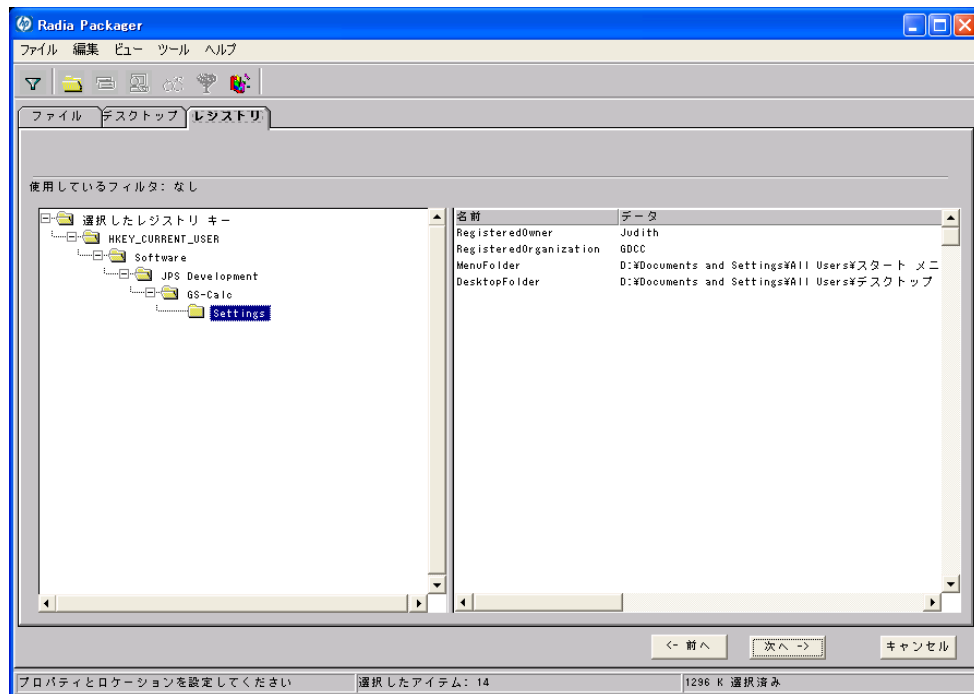 Radia Packager
ファイル 編集 ビュー ツール ヘルプ
ファイル デスクトップ レジストリ
使用しているフィルタ: なし
選択したレジストリ キー
HKEY_CURRENT_USER
Software
JPS Development
GS-Calc
Settings
名前 データ
RegisteredOwner Judith
RegisteredOrganization GDCC
MenuFolder D:¥Documents and Settings¥All Users¥スタート メニ
DesktopFolder D:¥Documents and Settings¥All Users¥デスクトップ
<- 前へ 次へ -> キャンセル
プロパティとロケーションを設定してください 選択したアイテム: 14 1296 K 選択済み